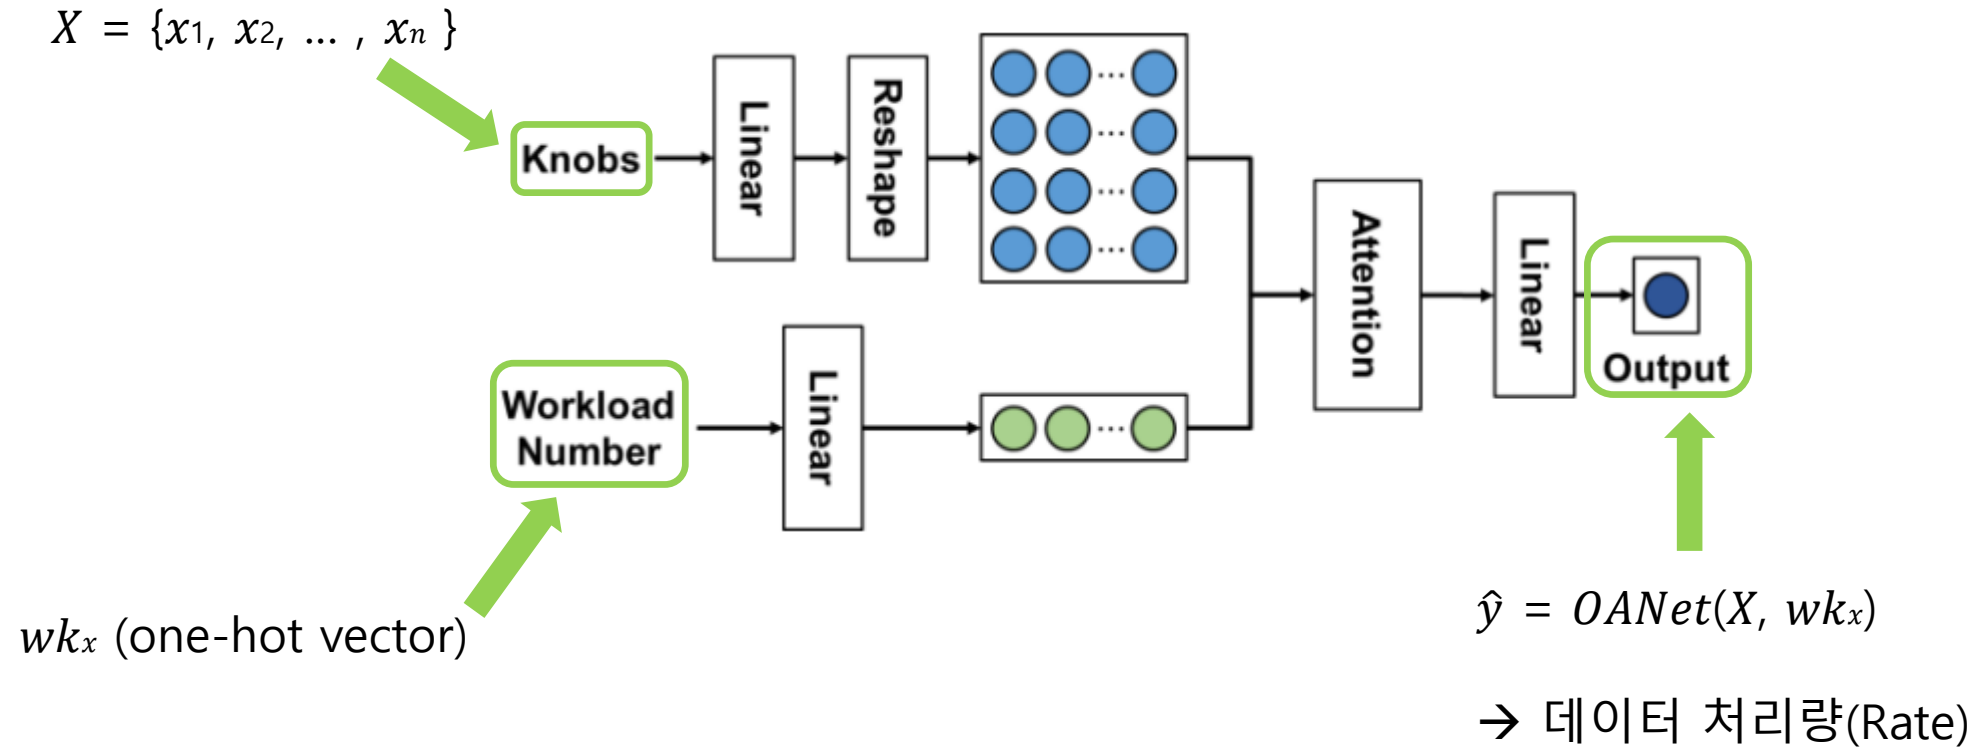 X = {x1, x2, ... , xn }
Knobs
Linear
Reshape
Attention
Linear
Output
Workload
Number
Linear
wkx (one-hot vector)
ŷ = OANet(X, wkx)
→ 데이터 처리량(Rate)